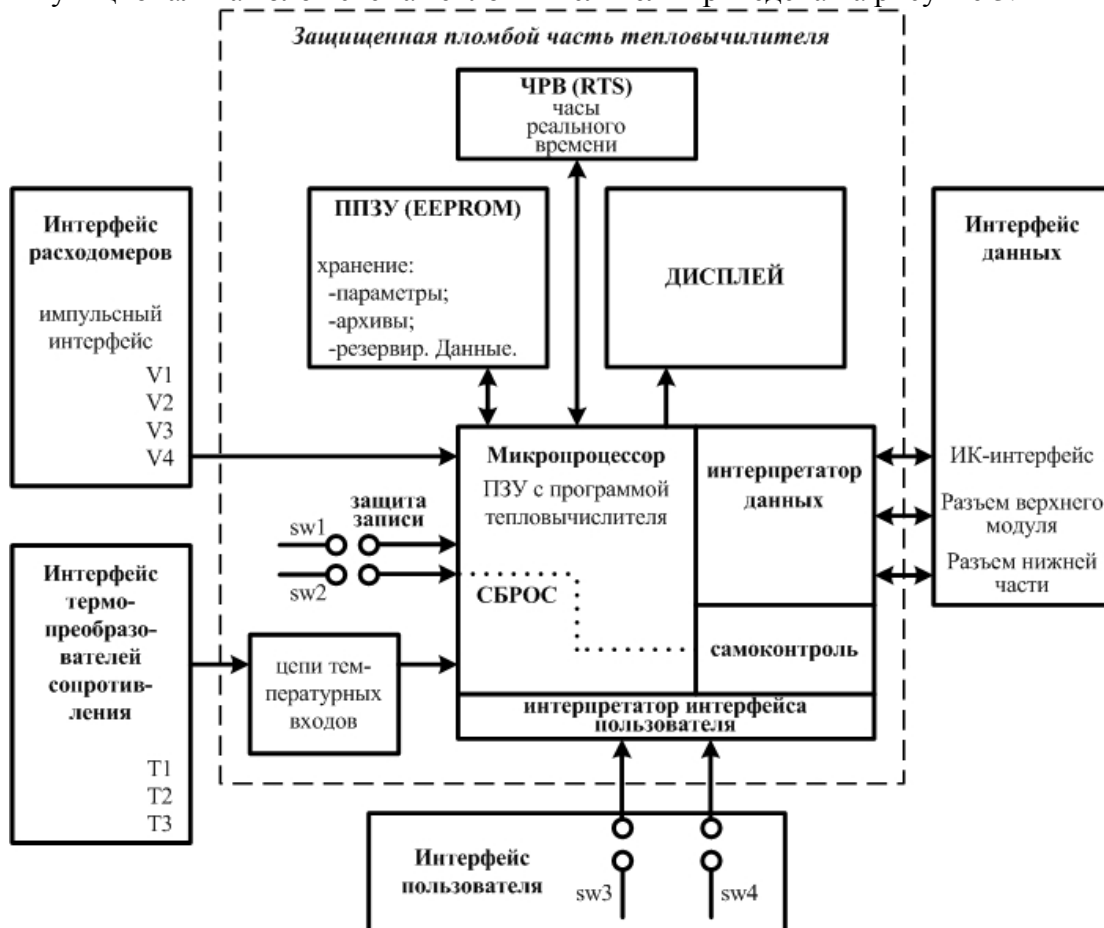 Защищенная пломбой часть тепловычилителя
ЧРВ (RTS)
часы
реального
времени
Интерфейс
расходомеров
импульсный
интерфейс
V1
V2
V3
V4
ППЗУ (EEPROM)
хранение:
-параметры;
-архивы;
-резервир. Данные.
ДИСПЛЕЙ
Интерфейс
данных
ИК-интерфейс
Разъем верхнего
модуля
Разъем нижней
части
Микропроцессор
ПЗУ с программой
тепловычислителя
интерпретатор
данных
защита
записи
sw1
sw2
СБРОС
самоконтроль
Интерфейс
термо-
преобразо-
вателей
сопротив-
ления
T1
T2
T3
цепи тем-
пературных
входов
интерпретатор интерфейса
пользователя
Интерфейс
пользователя
sw3
sw4